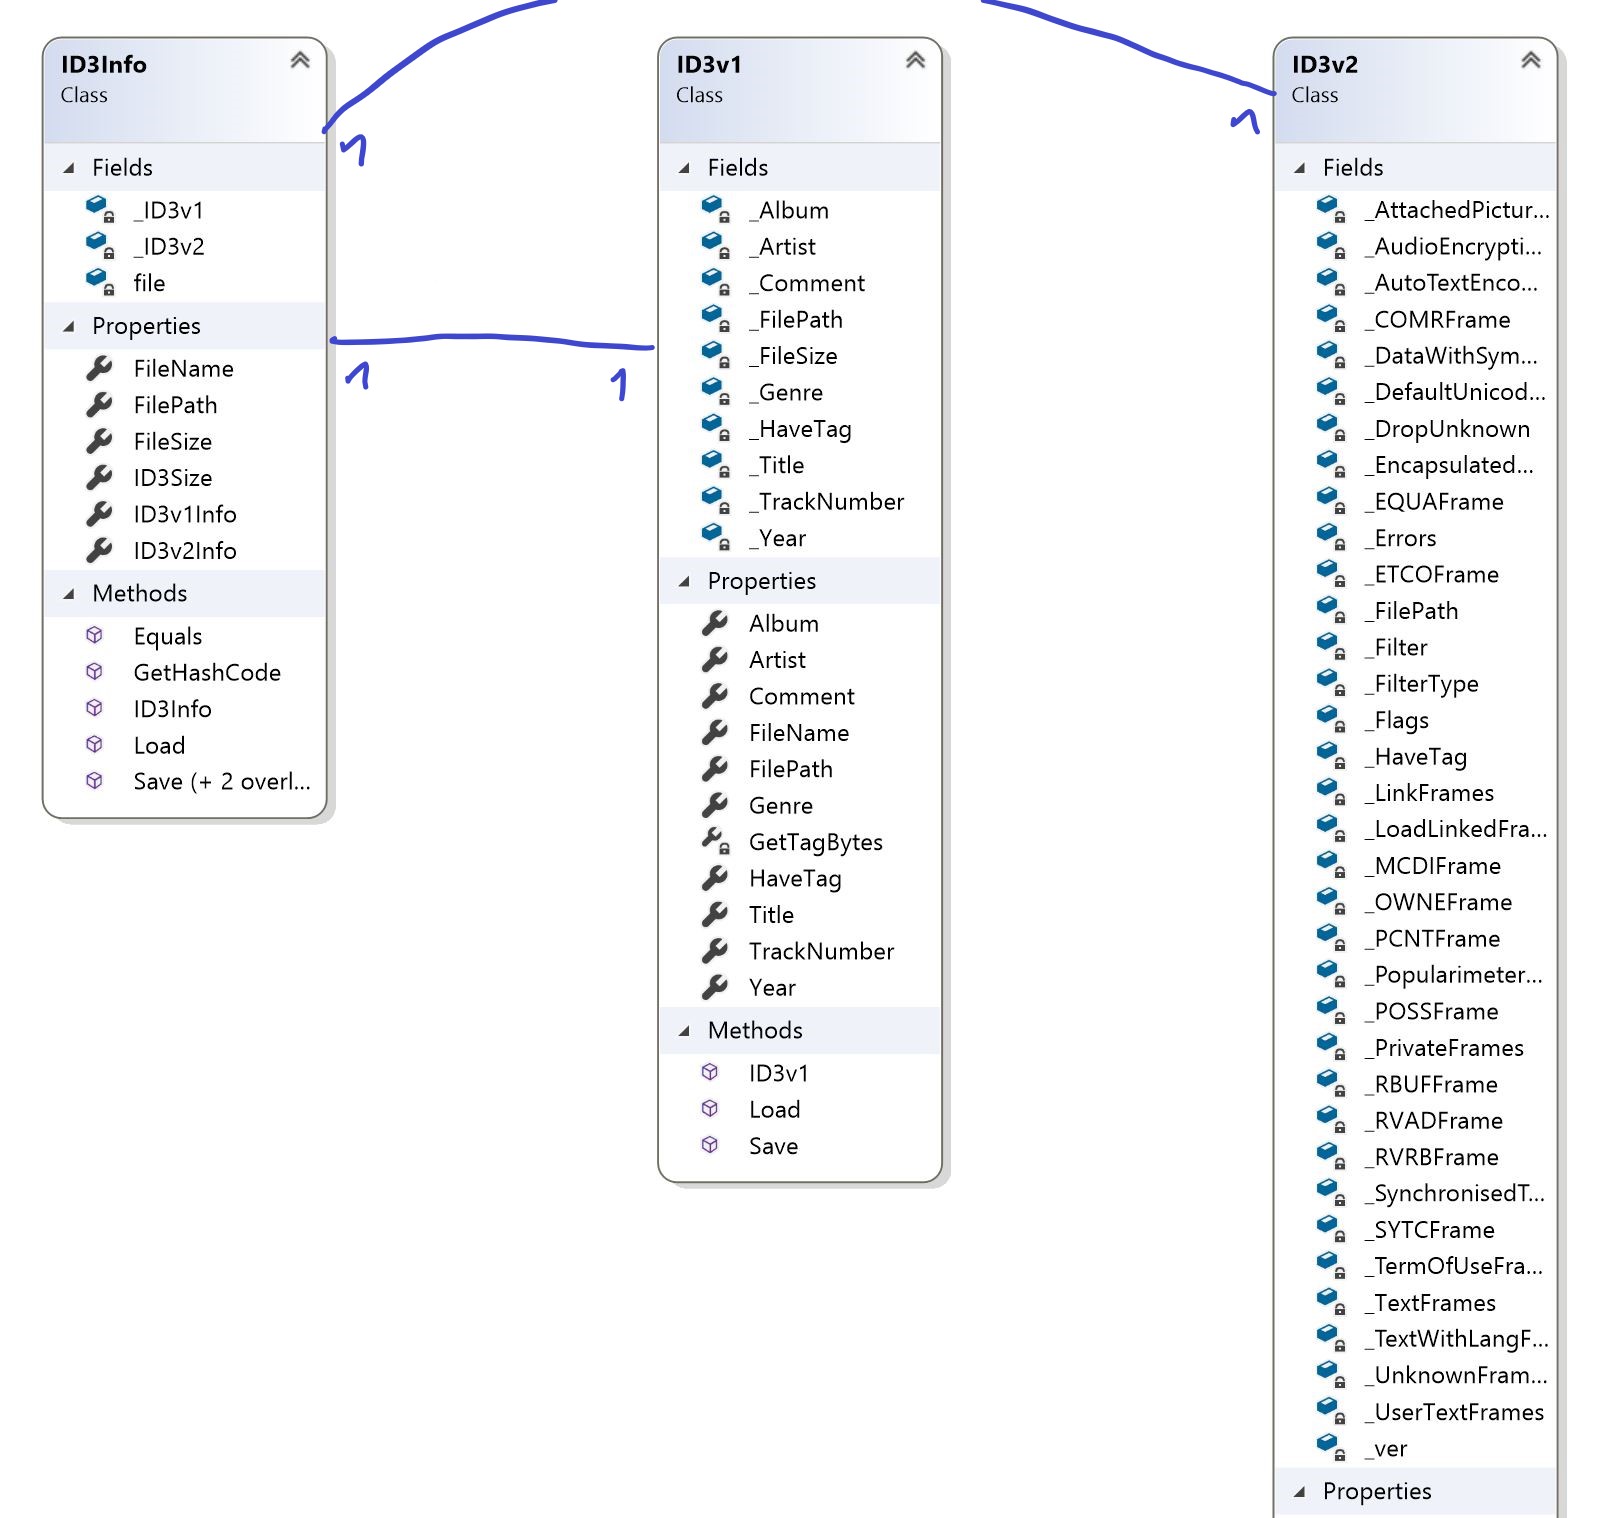 ID3Info
Class
Fields
_ID3v1
_ID3v2
file
Properties
FileName
FilePath
FileSize
ID3Size
ID3v1Info
ID3v2Info
Methods
Equals
GetHashCode
ID3Info
Load
Save (+ 2 overl...
1
1
1
ID3v1
Class
Fields
_Album
_Artist
_Comment
_FilePath
_FileSize
_Genre
_HaveTag
_Title
_TrackNumber
_Year
Properties
Album
Artist
Comment
FileName
FilePath
Genre
GetTagBytes
HaveTag
Title
TrackNumber
Year
Methods
ID3v1
Load
Save
1
ID3v2
Class
Fields
_AttachedPictur...
_AudioEncrypti...
_AutoTextEnco...
_COMRFrame
_DataWithSym...
_DefaultUnicod...
_DropUnknown
_Encapsulated...
_EQUAFrame
_Errors
_ETCOFrame
_FilePath
_Filter
_FilterType
_Flags
_HaveTag
_LinkFrames
_LoadLinkedFra...
_MCDIFrame
_OWNEFrame
_PCNTFrame
_Popularimeter...
_POSSFrame
_PrivateFrames
_RBUFFrame
_RVADFrame
_RVRBFrame
_SynchronisedT...
_SYTCFrame
_TermOfUseFra...
_TextFrames
_TextWithLangF...
_UnknownFram...
_UserTextFrames
_ver
Properties